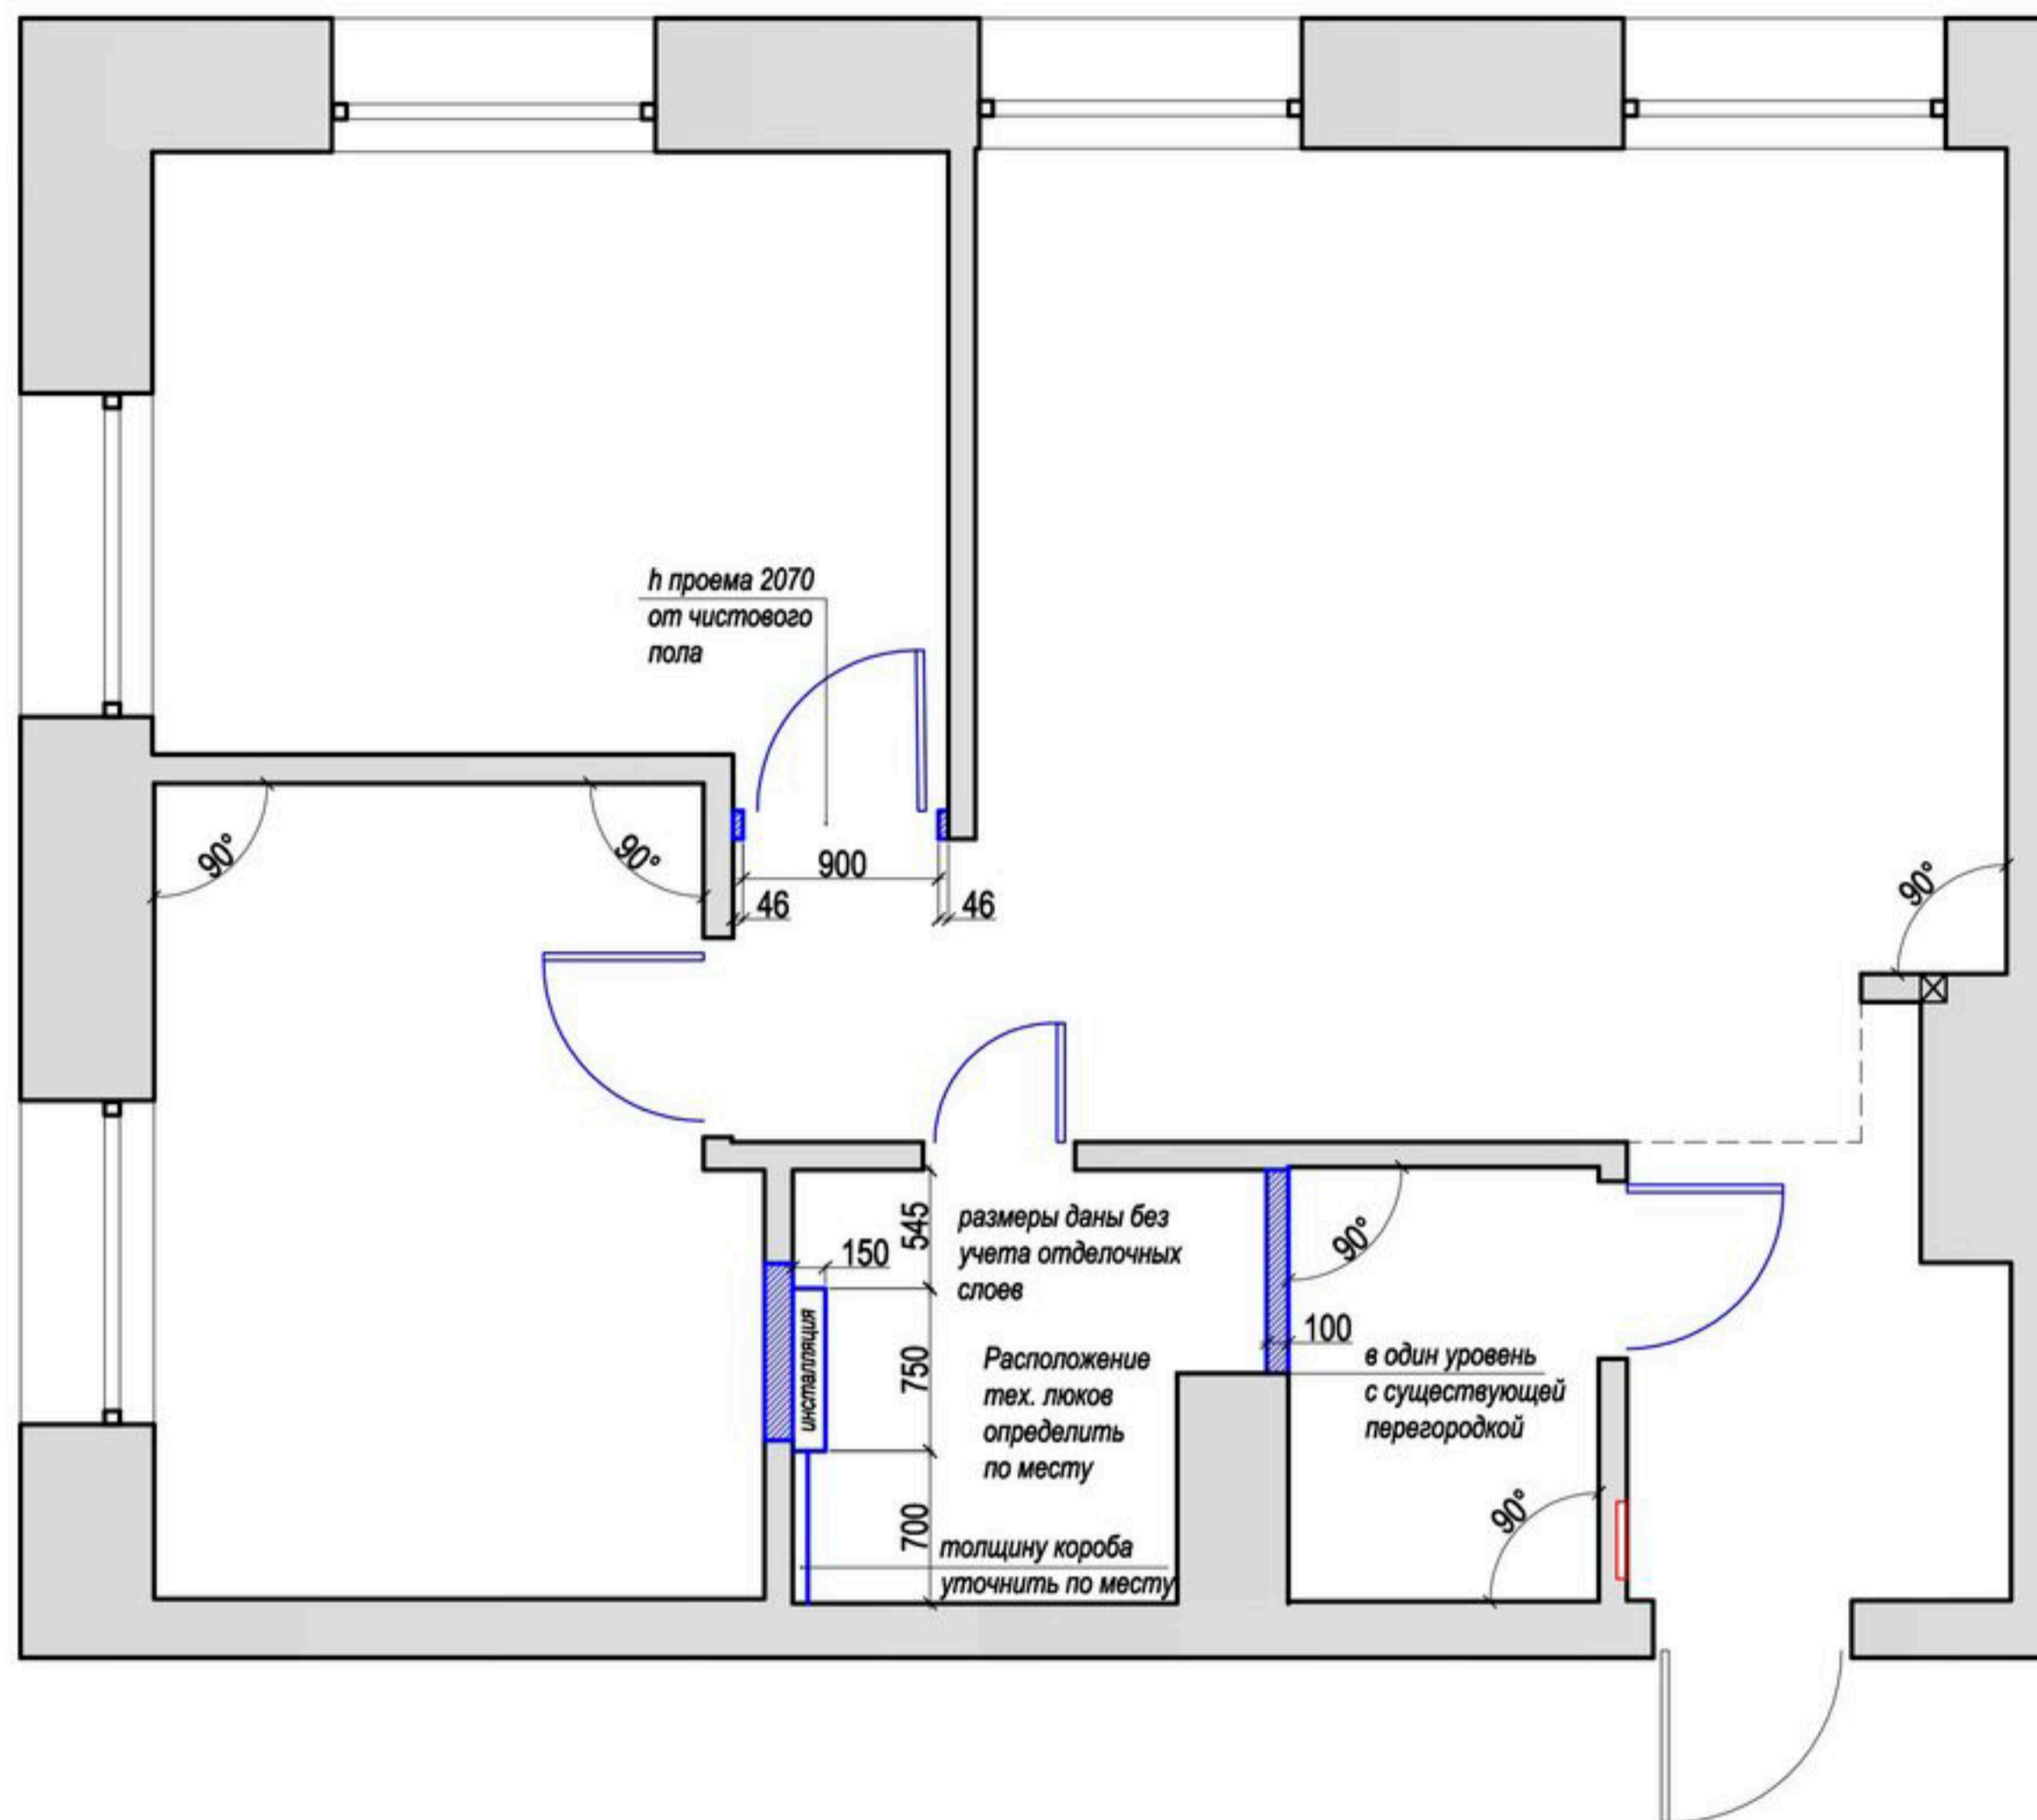 h проема 2070
от чистового
пола
90°
90°
900
46
46
90°
545
150
размеры даны без
учета отделочных
слоев
90°
100
инсталляция
750
Расположение
тех. люков
определить
по месту
в один уровень
с существующей
перегородкой
90°
700
толщину короба
уточнить по месту